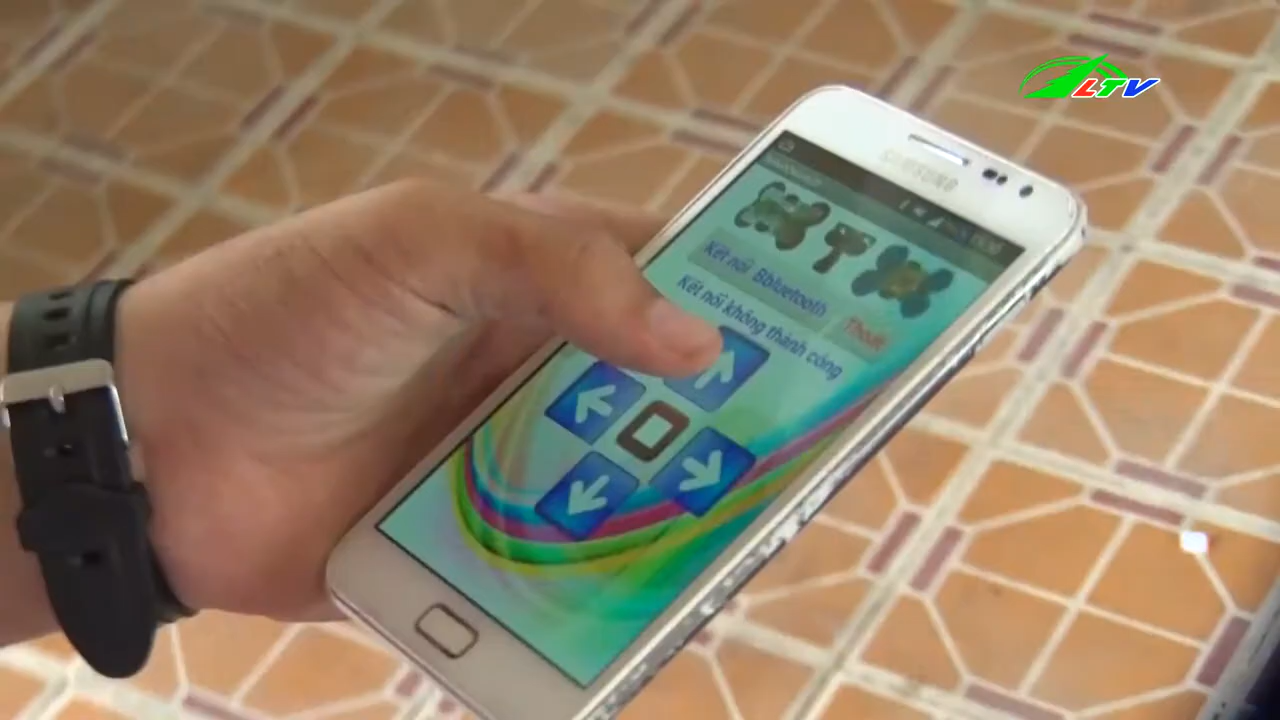 LTV
SAMSUNG
Kết nối Bbluetooth
Thoát
Kết nối không thành công